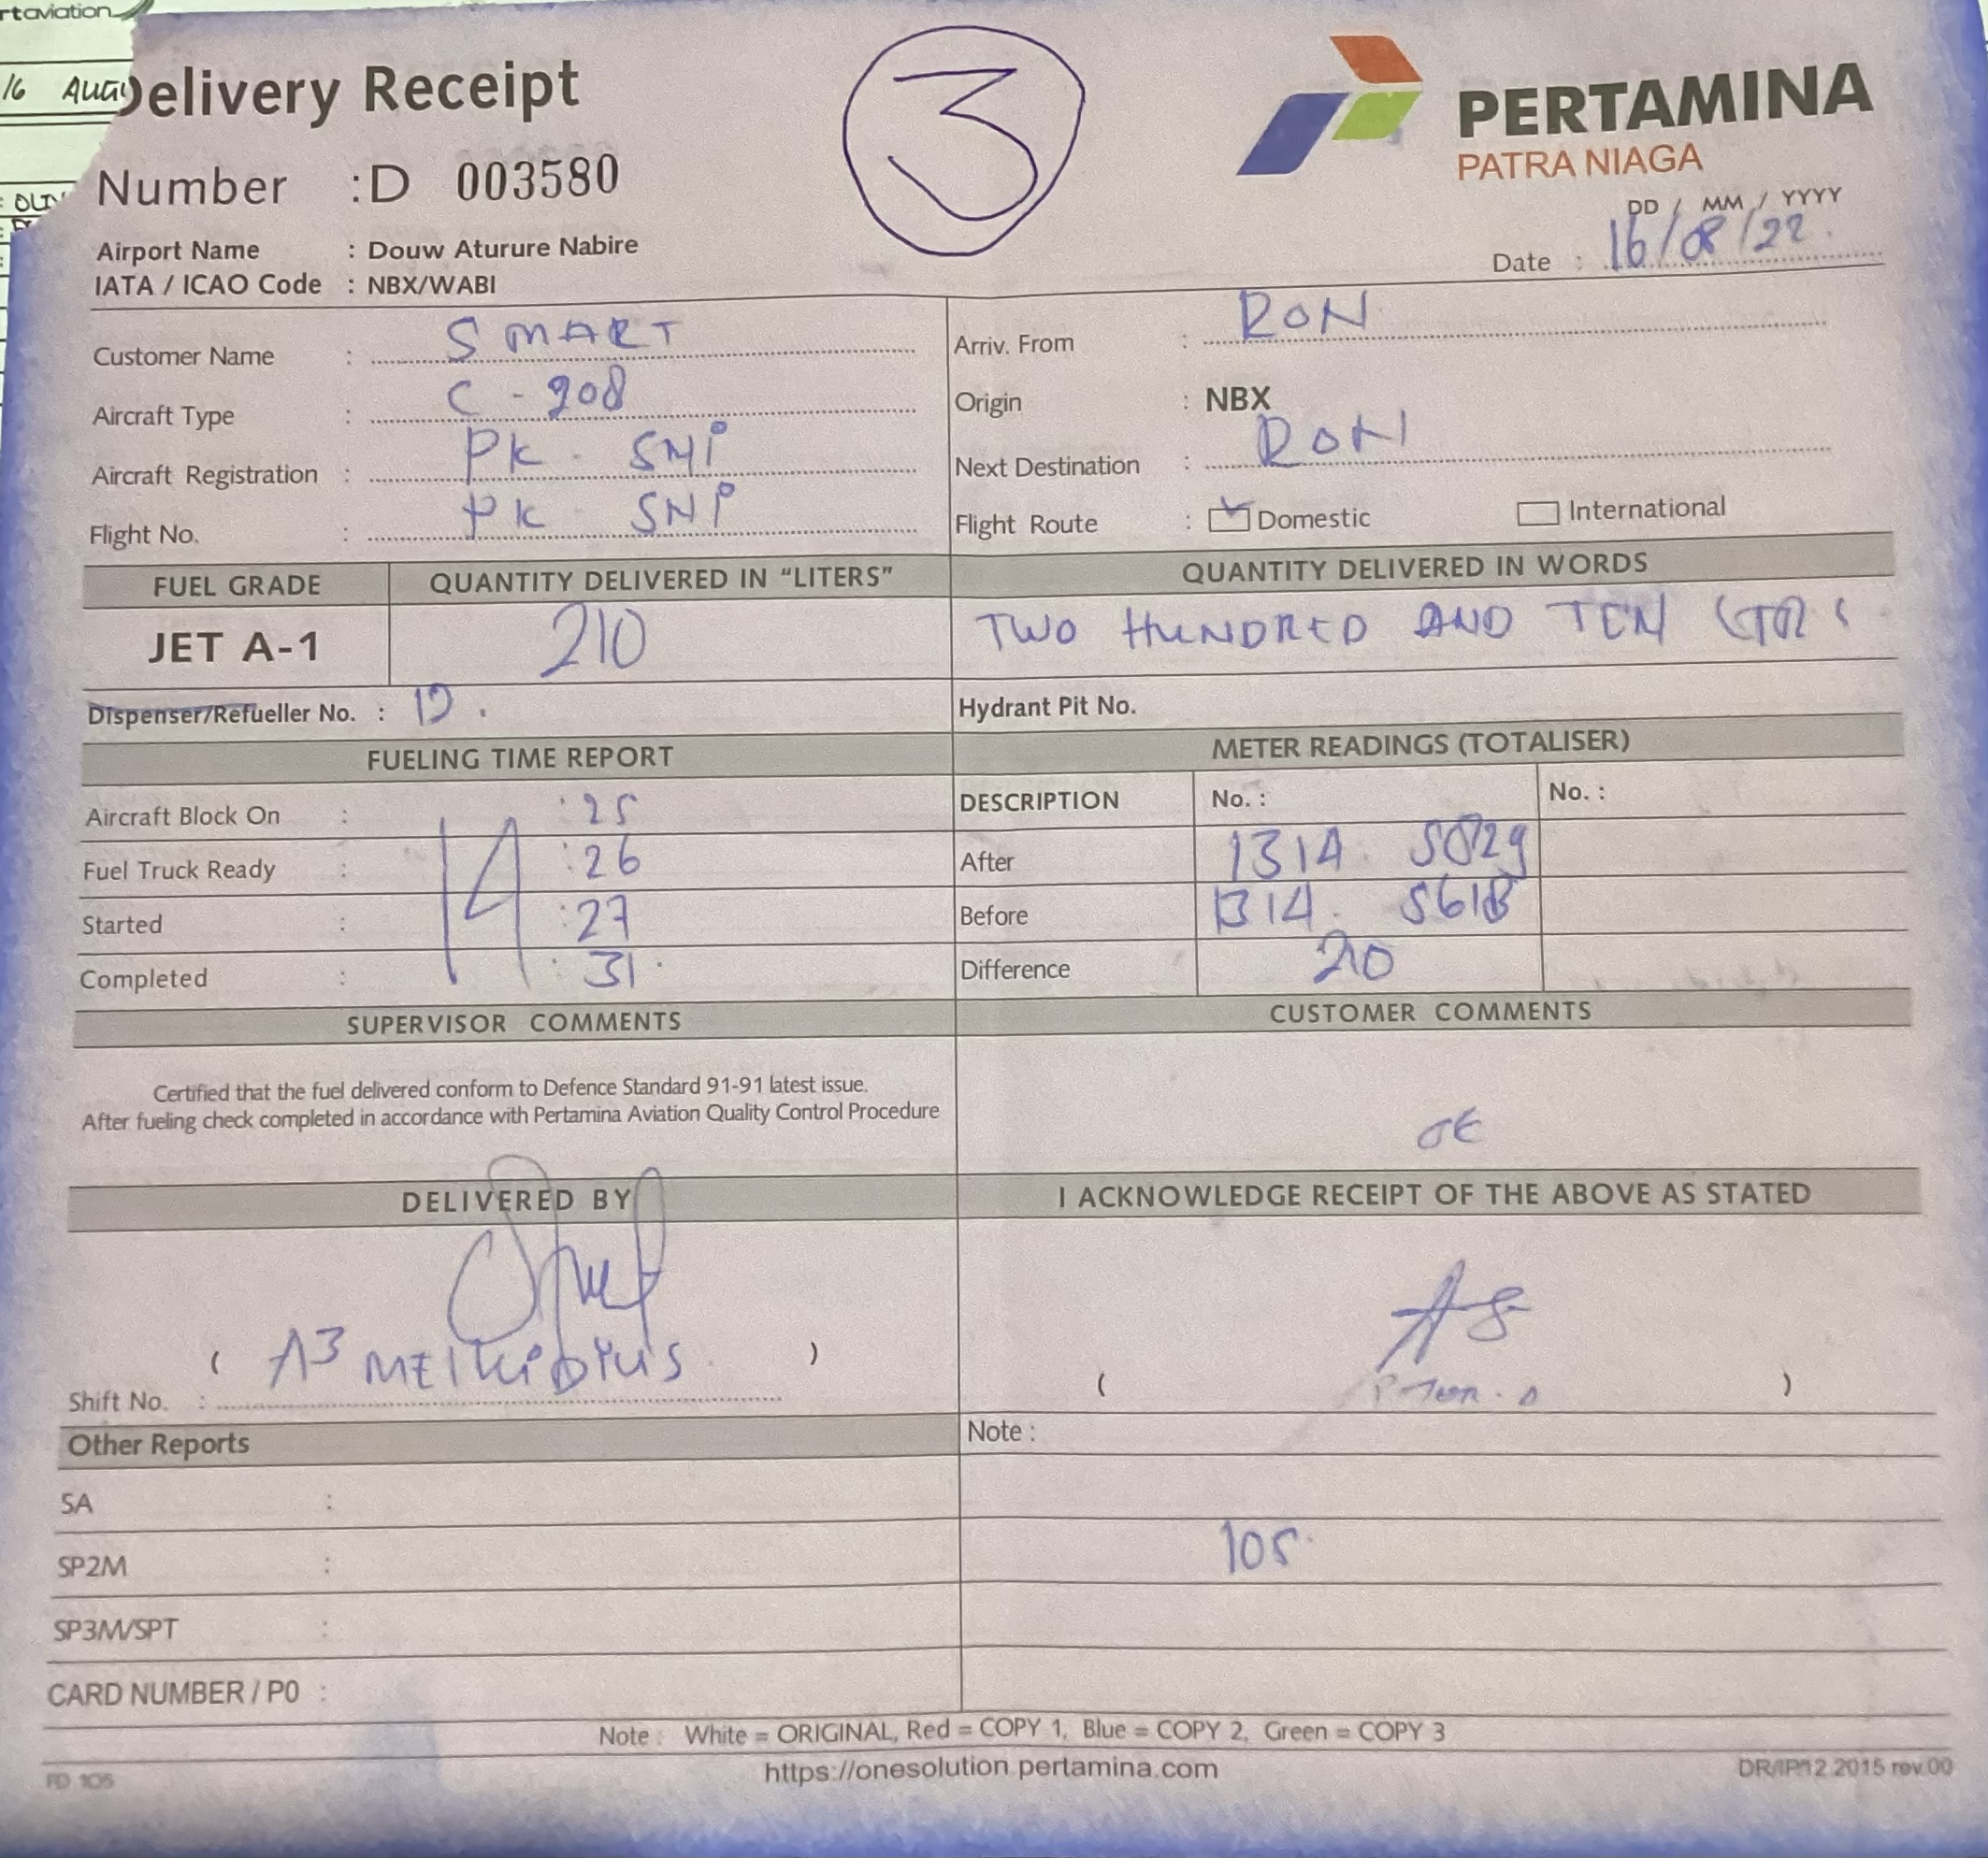 rtaviation
16 AUGU
Delivery Receipt
3
PERTAMINA
PATRA NIAGA
Number :D 003580
DD / MM / YYYY
Airport Name : Douw Aturure Nabire
Date : 16/08/22
IATA / ICAO Code : NBX/WABI
Customer Name : SMART
Arriv. From : RON
Aircraft Type : C-208
Origin : NBX
Aircraft Registration : PK - SNI
Next Destination : RON
Flight No. : PK SNI
Flight Route : Domestic International
FUEL GRADE QUANTITY DELIVERED IN "LITERS" QUANTITY DELIVERED IN WORDS
JET A-1 210 TWO HUNDRED AND TEN LTRS
Dispenser/Refueller No. : 
Hydrant Pit No.
FUELING TIME REPORT METER READINGS (TOTALISER)
Aircraft Block On : 14 :25
DESCRIPTION No. : No. :
Fuel Truck Ready : :26
After 1314
Started : :27
Before 1314. 5618
Completed : :31
Difference 210
SUPERVISOR COMMENTS CUSTOMER COMMENTS
Certified that the fuel delivered conform to Defence Standard 91-91 latest issue.
After fueling check completed in accordance with Pertamina Aviation Quality Control Procedure
DELIVERED BY I ACKNOWLEDGE RECEIPT OF THE ABOVE AS STATED
( )
( )
Shift No. :
Other Reports Note :
SA :
SP2M : 105
SP3M/SPT :
CARD NUMBER / P0 :
Note : White = ORIGINAL, Red = COPY 1, Blue = COPY 2, Green = COPY 3
https://onesolution.pertamina.com
FD 105
DR/IP/12.2015 rev.00